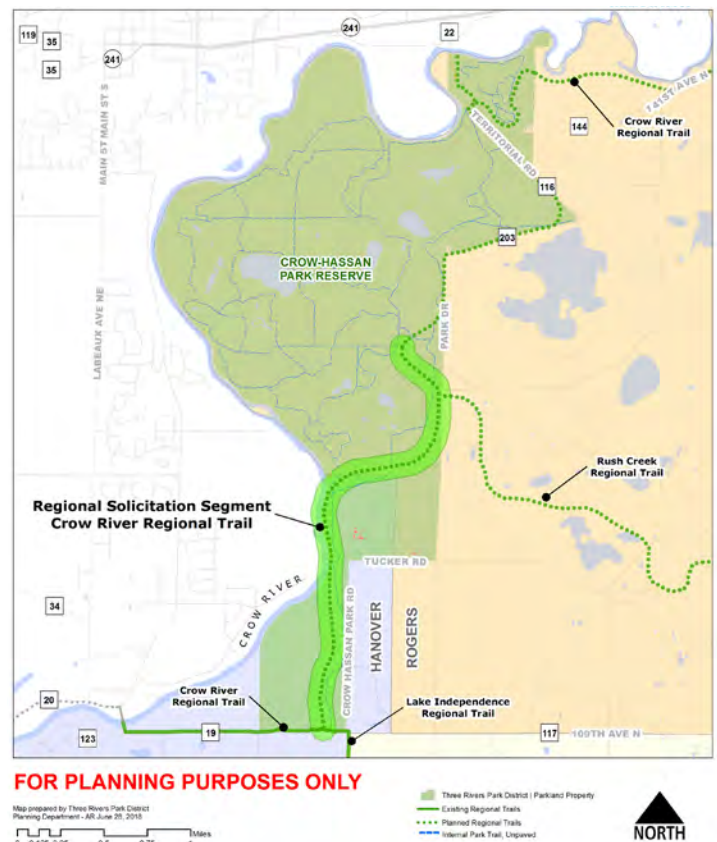 119
35
35
241
241
22
MAIN ST MAIN ST S
141ST AVE N
Crow River
Regional Trail
144
TERRITORIAL RD
116
203
CROW-HASSAN
PARK RESERVE
LABEAUX AVE NE
PARK DR
Rush Creek
Regional Trail
Regional Solicitation Segment
Crow River Regional Trail
TUCKER RD
CROW RIVER
34
CROW HASSAN PARK RD
HANOVER
ROGERS
Crow River
Regional Trail
Lake Independence
Regional Trail
20
123
19
117
109TH AVE N
FOR PLANNING PURPOSES ONLY
Map prepared by Three Rivers Park District
Planning Department - AR June 26, 2018
Miles
Three Rivers Park District | Parkland Property
Existing Regional Trails
Planned Regional Trails
Internal Park Trail, Unpaved
NORTH